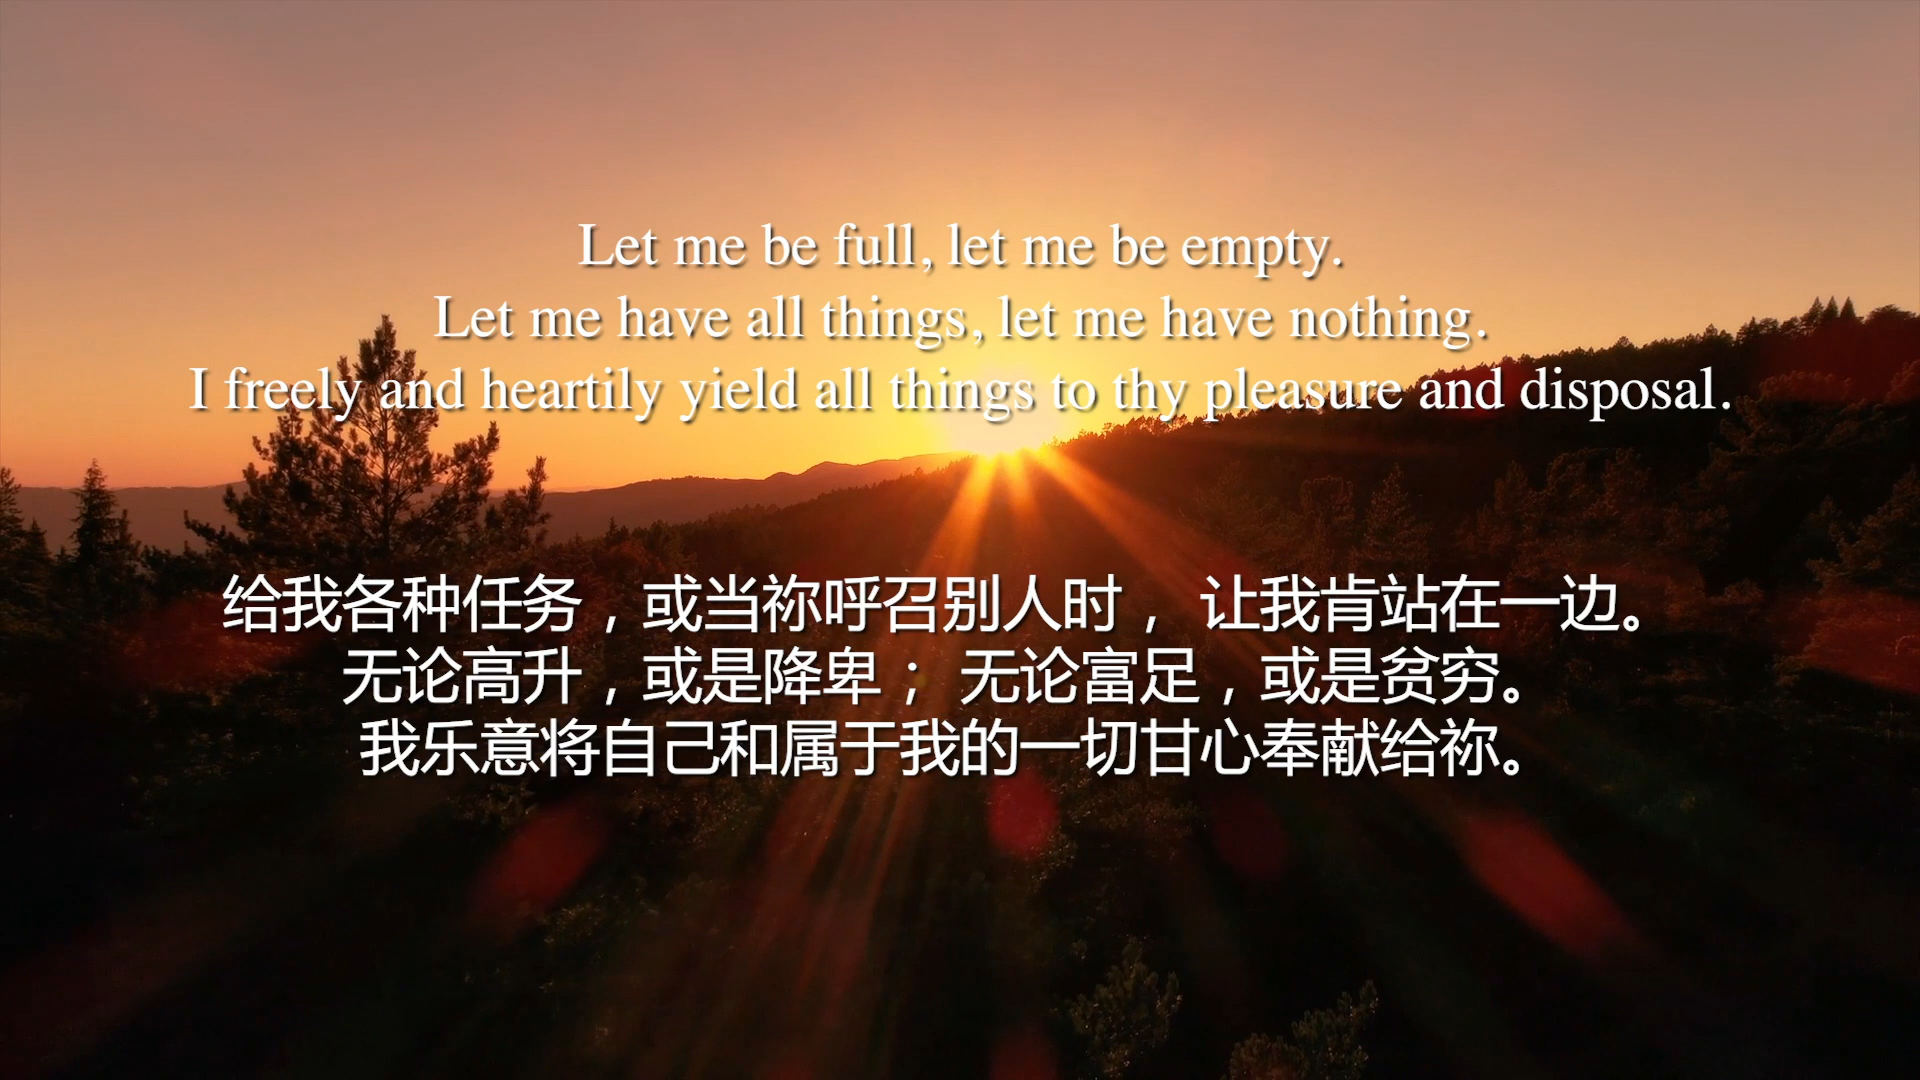 Let me be full, let me be empty.
Let me have all things, let me have nothing.
I freely and heartily yield all things to thy pleasure and disposal.
给我各种任务，或当祢呼召别人时， 让我肯站在一边。
无论高升，或是降卑； 无论富足，或是贫穷。
我乐意将自己和属于我的一切甘心奉献给祢。